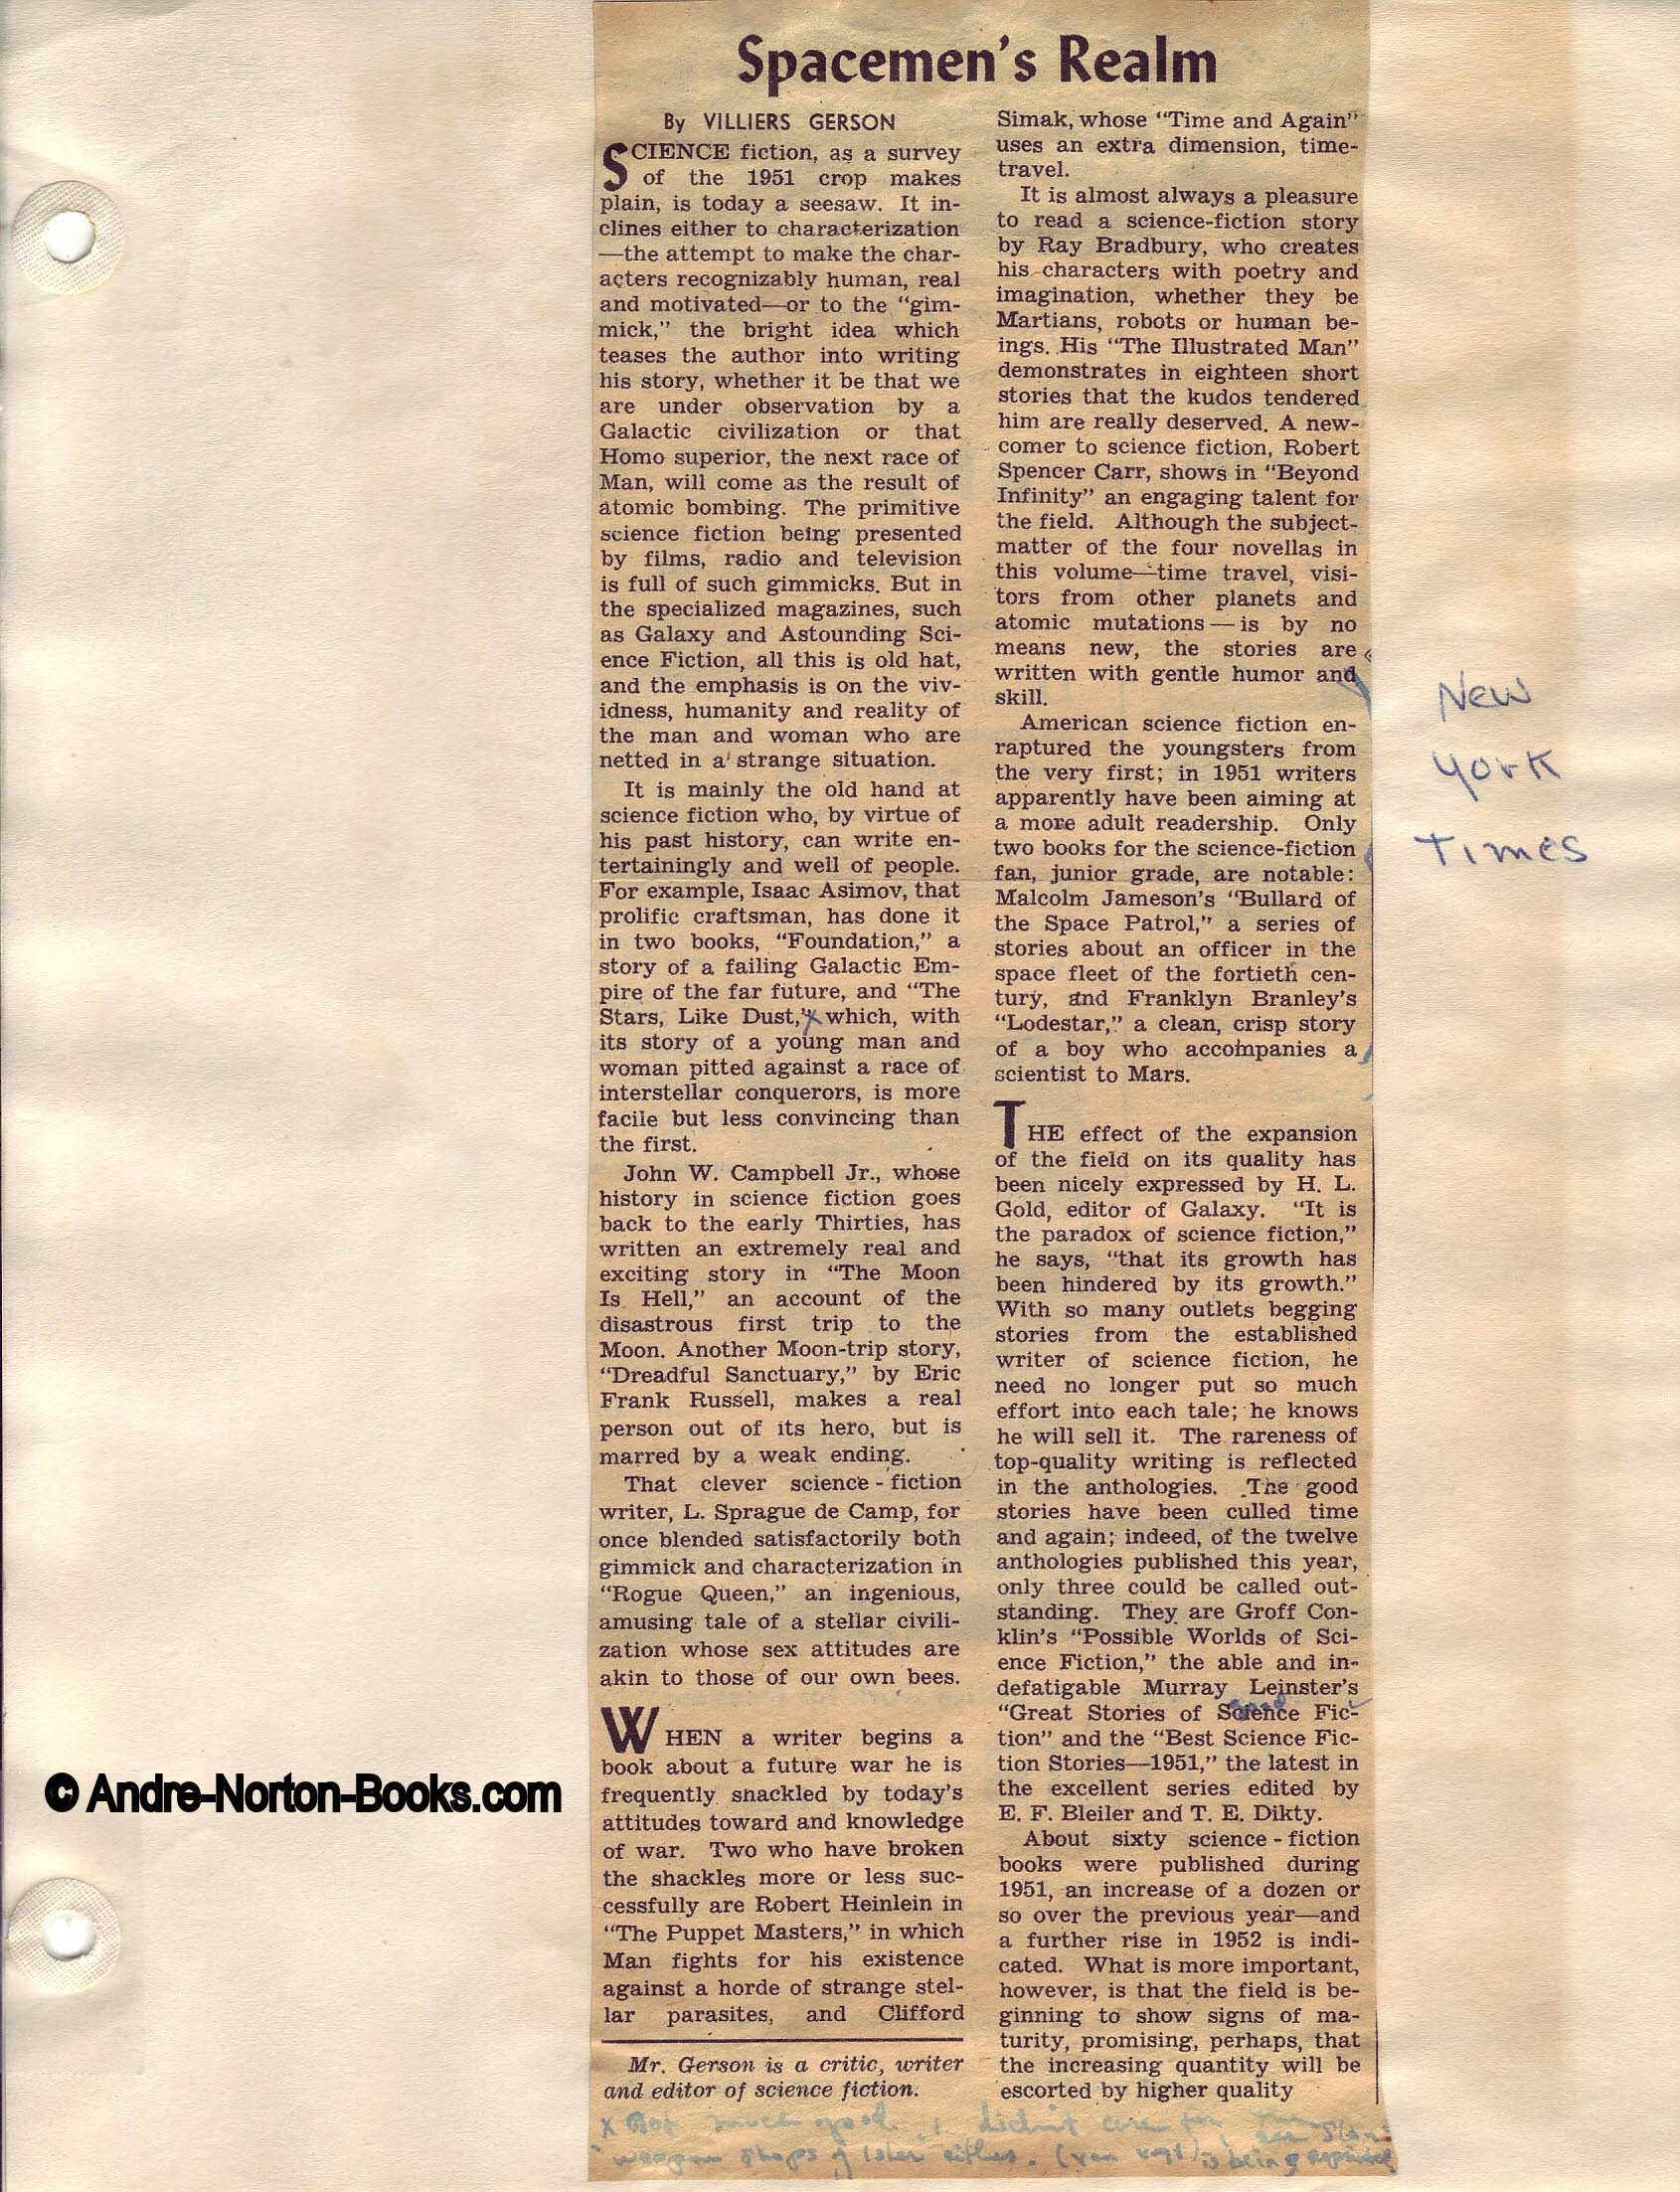 Spacemen's Realm
By VILLIERS GERSON
SCIENCE fiction, as a survey
of the 1951 crop makes
plain, is today a seesaw. It in-
clines either to characterization
—the attempt to make the char-
acters recognizably human, real
and motivated—or to the "gim-
mick," the bright idea which
teases the author into writing
his story, whether it be that we
are under observation by a
Galactic civilization or that
Homo superior, the next race of
Man, will come as the result of
atomic bombing. The primitive
science fiction being presented
by films, radio and television
is full of such gimmicks. But in
the specialized magazines, such
as Galaxy and Astounding Sci-
ence Fiction, all this is old hat,
and the emphasis is on the viv-
idness, humanity and reality of
the man and woman who are
netted in a strange situation.
It is mainly the old hand at
science fiction who, by virtue of
his past history, can write en-
tertainingly and well of people.
For example, Isaac Asimov, that
prolific craftsman, has done it
in two books, "Foundation," a
story of a failing Galactic Em-
pire of the far future, and "The
Stars, Like Dust," x which, with
its story of a young man and
woman pitted against a race of
interstellar conquerors, is more
facile but less convincing than
the first.
John W. Campbell Jr., whose
history in science fiction goes
back to the early Thirties, has
written an extremely real and
exciting story in "The Moon
Is Hell," an account of the
disastrous first trip to the
Moon. Another Moon-trip story,
"Dreadful Sanctuary," by Eric
Frank Russell, makes a real
person out of its hero, but is
marred by a weak ending.
That clever science-fiction
writer, L. Sprague de Camp, for
once blended satisfactorily both
gimmick and characterization in
"Rogue Queen," an ingenious,
amusing tale of a stellar civili-
zation whose sex attitudes are
akin to those of our own bees.
WHEN a writer begins a
book about a future war he is
frequently shackled by today's
attitudes toward and knowledge
of war. Two who have broken
the shackles more or less suc-
cessfully are Robert Heinlein in
"The Puppet Masters," in which
Man fights for his existence
against a horde of strange stel-
lar parasites, and Clifford
Mr. Gerson is a critic, writer
and editor of science fiction.
Simak, whose "Time and Again"
uses an extra dimension, time-
travel.
It is almost always a pleasure
to read a science-fiction story
by Ray Bradbury, who creates
his characters with poetry and
imagination, whether they be
Martians, robots or human be-
ings. His "The Illustrated Man"
demonstrates in eighteen short
stories that the kudos tendered
him are really deserved. A new-
comer to science fiction, Robert
Spencer Carr, shows in "Beyond
Infinity" an engaging talent for
the field. Although the subject-
matter of the four novellas in
this volume—time travel, visi-
tors from other planets and
atomic mutations—is by no
means new, the stories are
written with gentle humor and
skill.
American science fiction en-
raptured the youngsters from
the very first; in 1951 writers
apparently have been aiming at
a more adult readership. Only
two books for the science-fiction
fan, junior grade, are notable:
Malcolm Jameson's "Bullard of
the Space Patrol," a series of
stories about an officer in the
space fleet of the fortieth cen-
tury, and Franklyn Branley's
"Lodestar," a clean, crisp story
of a boy who accompanies a
scientist to Mars.
THE effect of the expansion
of the field on its quality has
been nicely expressed by H. L.
Gold, editor of Galaxy. "It is
the paradox of science fiction,"
he says, "that its growth has
been hindered by its growth."
With so many outlets begging
stories from the established
writer of science fiction, he
need no longer put so much
effort into each tale; he knows
he will sell it. The rareness of
top-quality writing is reflected
in the anthologies. The good
stories have been culled time
and again; indeed, of the twelve
anthologies published this year,
only three could be called out-
standing. They are Groff Con-
klin's "Possible Worlds of Sci-
ence Fiction," the able and in-
defatigable Murray Leinster's
good
"Great Stories of Science Fic-
tion" and the "Best Science Fic-
tion Stories—1951," the latest in
the excellent series edited by
E. F. Bleiler and T. E. Dikty.
About sixty science-fiction
books were published during
1951, an increase of a dozen or
so over the previous year—and
a further rise in 1952 is indi-
cated. What is more important,
however, is that the field is be-
ginning to show signs of ma-
turity, promising, perhaps, that
the increasing quantity will be
escorted by higher quality
New
York
Times
© Andre-Norton-Books.com
x Not much good. I didn't care for
weapon shops of Isher either. (van vogt) is being